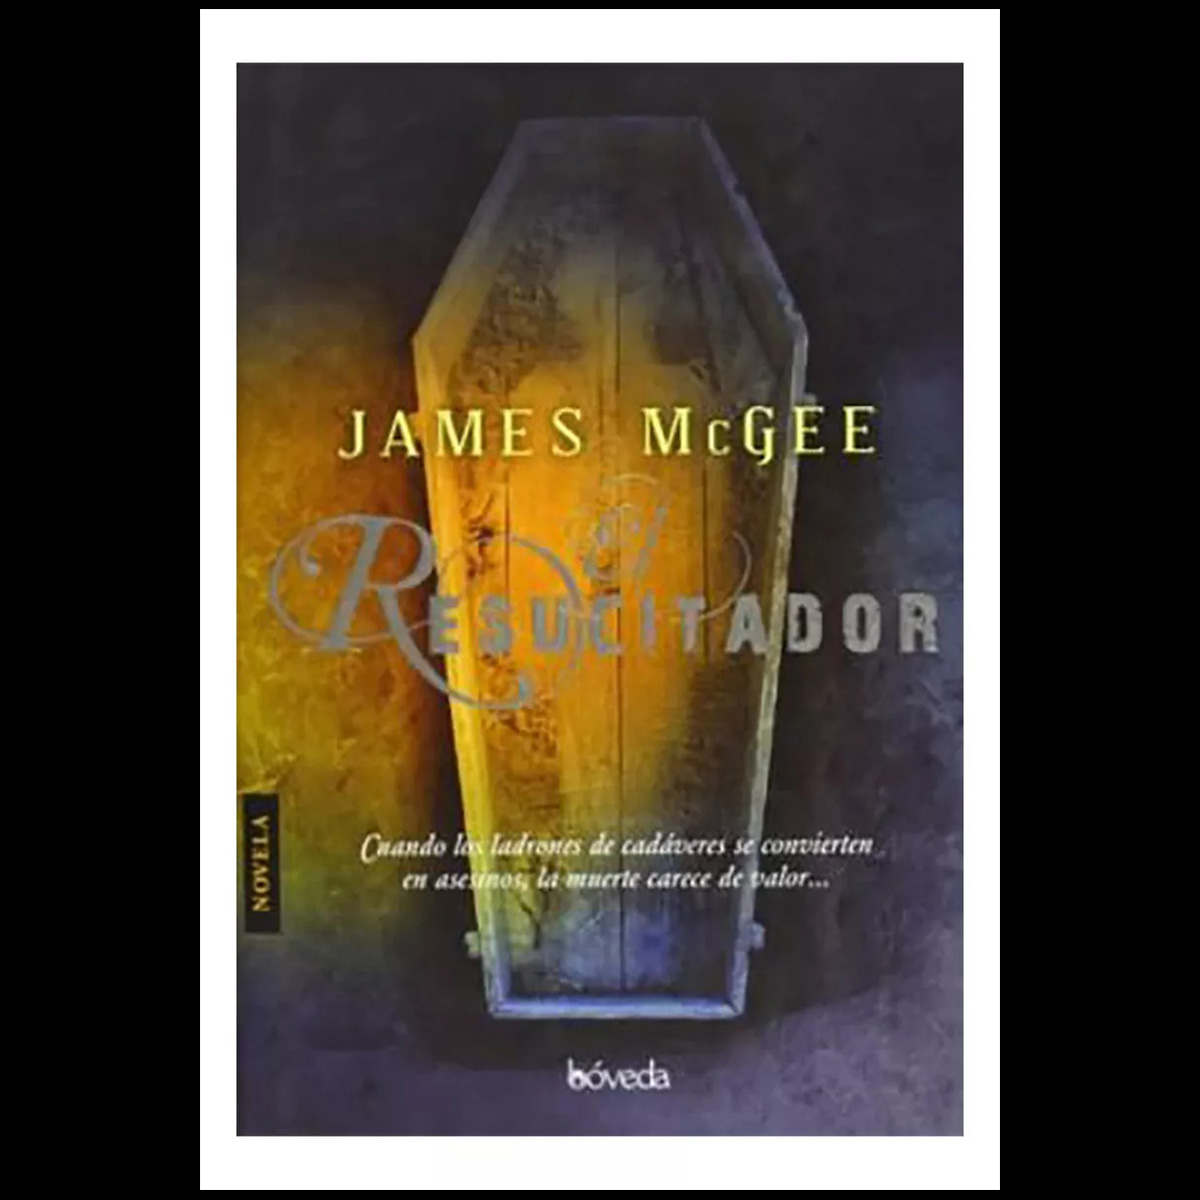 JAMES McGEE
El
RESUCITADOR
Cuando los ladrones de cadáveres se convierten
en asesinos, la muerte carece de valor...
NOVELA
bóveda